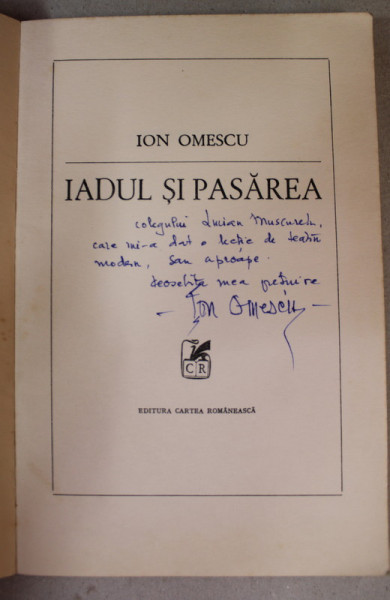 ION OMESCU
IADUL ȘI PASĂREA
colegului Lucian Muscurel,
care mi-a dat o lecție de teatru
modern, sau aproape.
deosebita mea prețuire
- Ion Omescu -
C R
EDITURA CARTEA ROMÂNEASCĂ